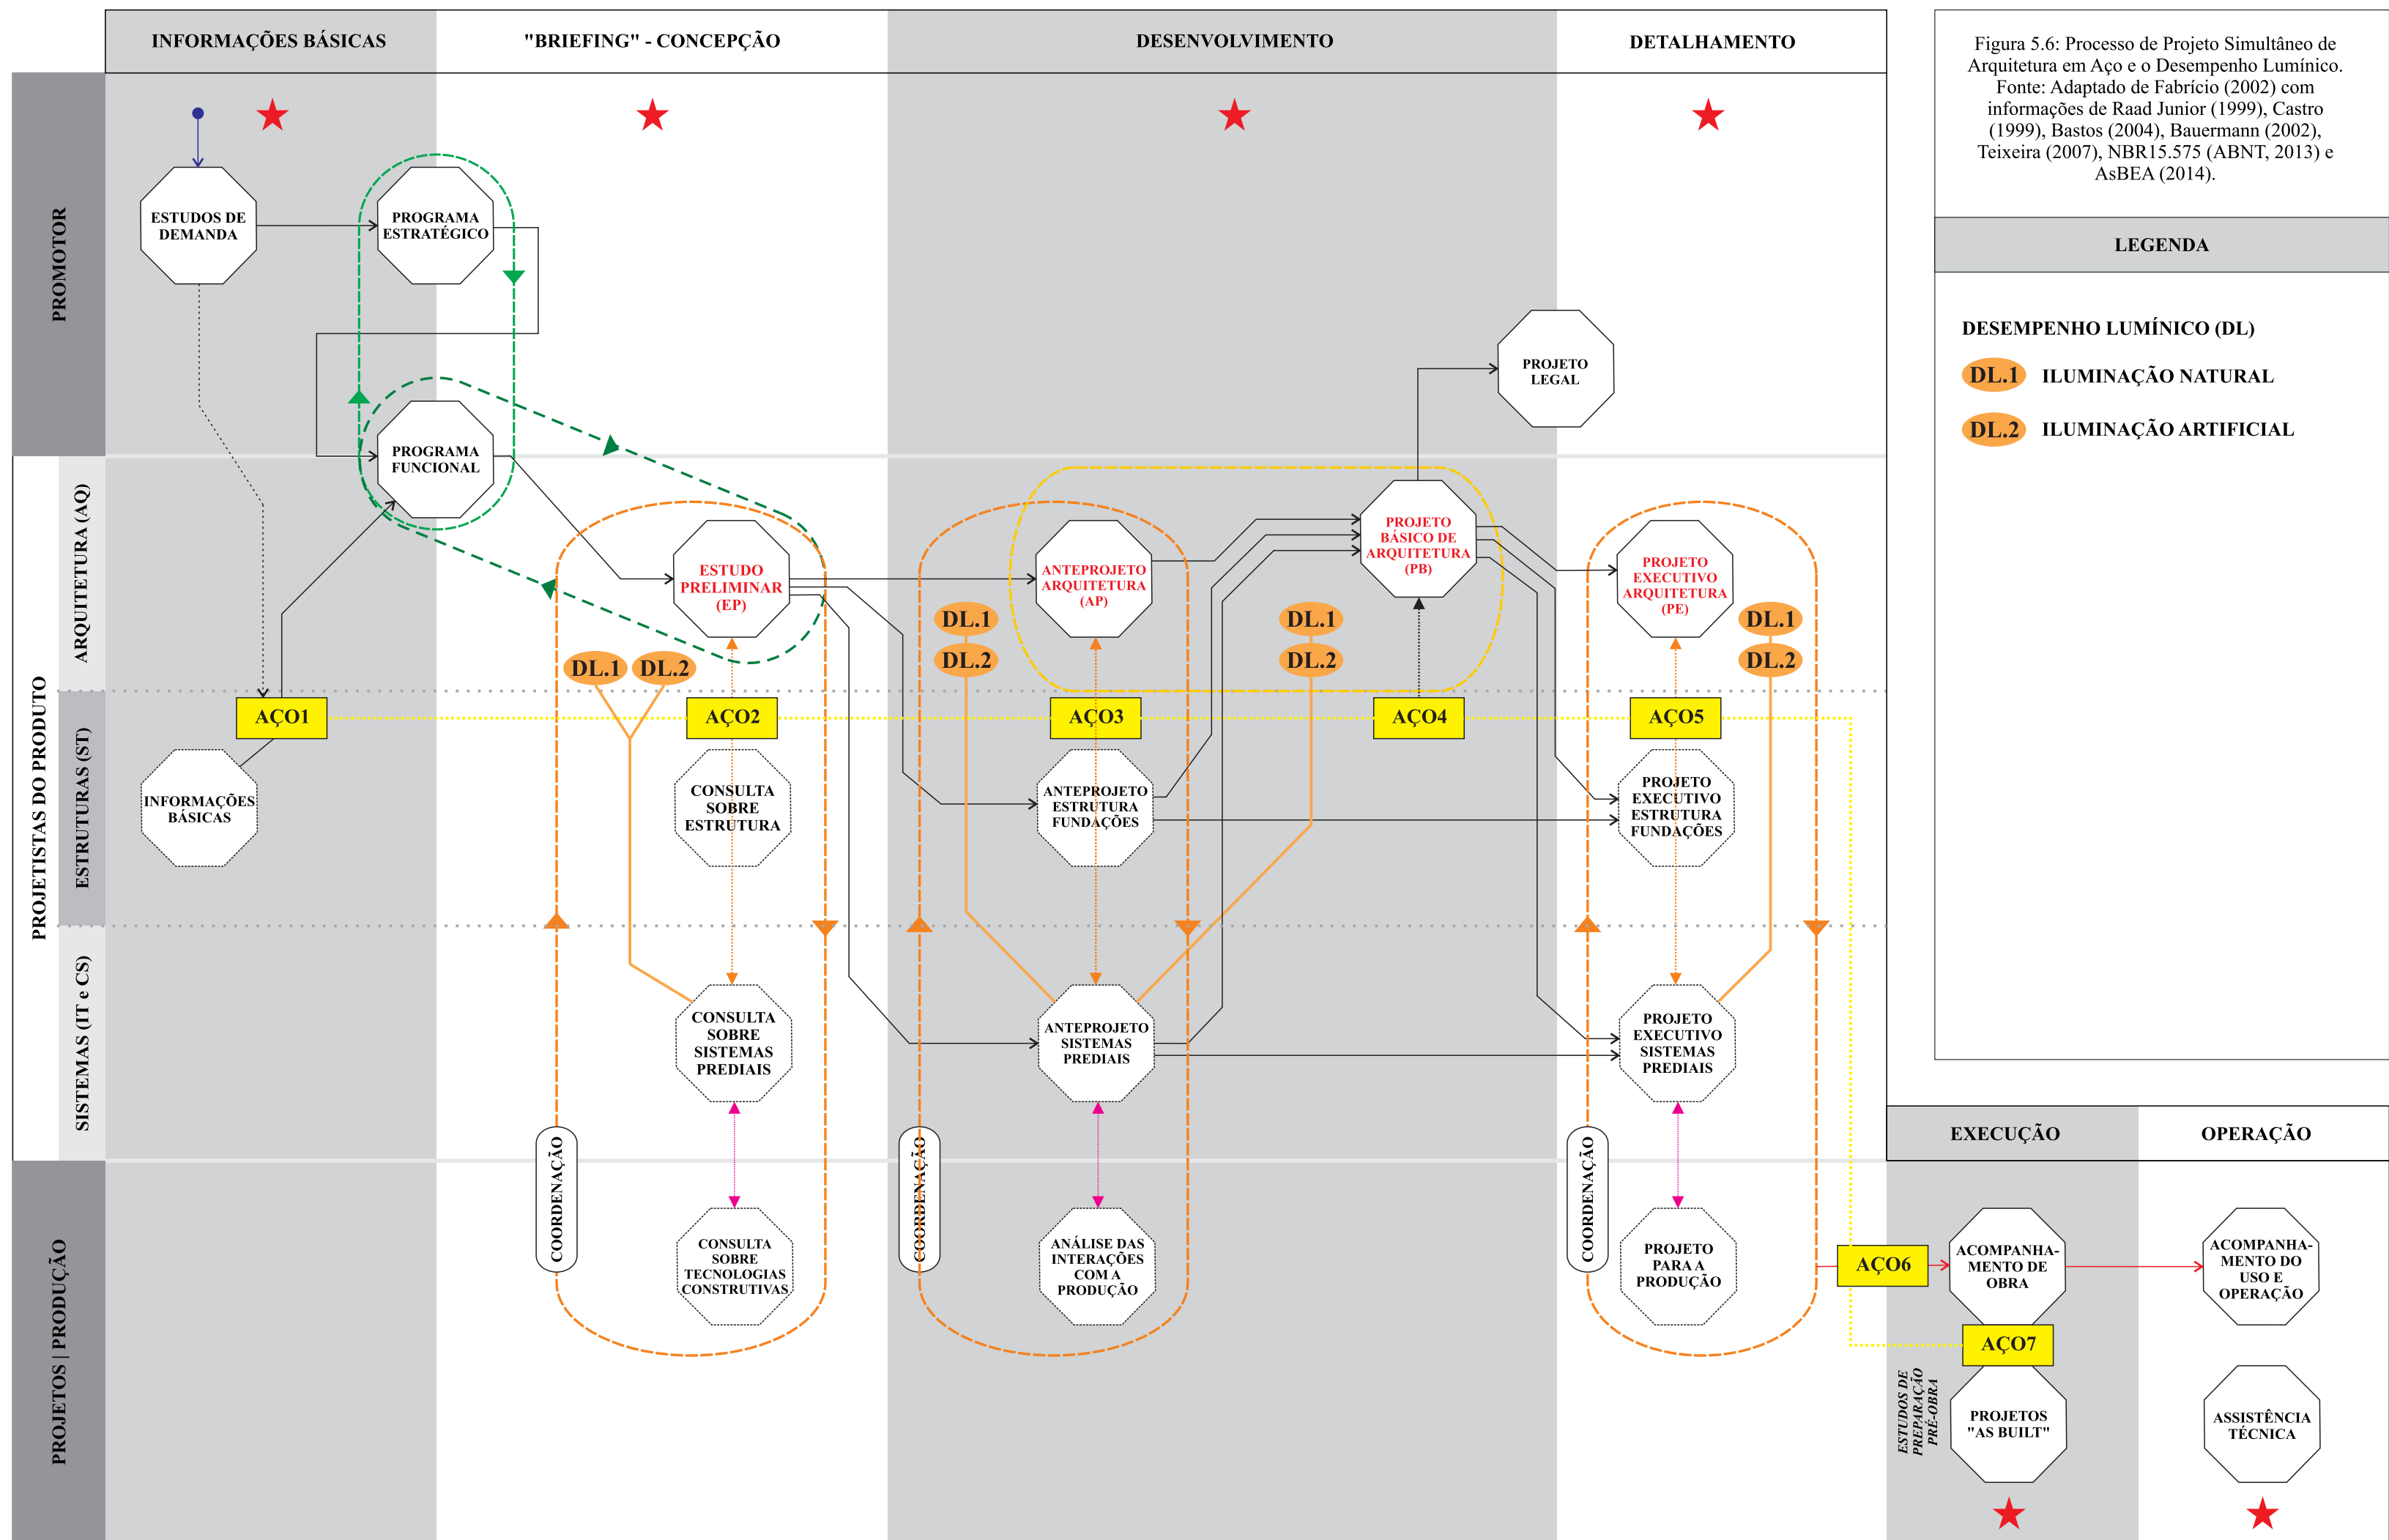 INFORMAÇÕES BÁSICAS
"BRIEFING" - CONCEPÇÃO
DESENVOLVIMENTO
DETALHAMENTO
Figura 5.6: Processo de Projeto Simultâneo de
Arquitetura em Aço e o Desempenho Lumínico.
Fonte: Adaptado de Fabrício (2002) com
informações de Raad Junior (1999), Castro
(1999), Bastos (2004), Bauermann (2002),
Teixeira (2007), NBR15.575 (ABNT, 2013) e
AsBEA (2014).
LEGENDA
DESEMPENHO LUMÍNICO (DL)
DL.1
ILUMINAÇÃO NATURAL
DL.2
ILUMINAÇÃO ARTIFICIAL
PROMOTOR
ESTUDOS DE
DEMANDA
PROGRAMA
ESTRATÉGICO
PROJETO
LEGAL
PROGRAMA
FUNCIONAL
PROJETISTAS DO PRODUTO
ARQUITETURA (AQ)
ESTUDO
PRELIMINAR
(EP)
ANTEPROJETO
ARQUITETURA
(AP)
PROJETO
BÁSICO DE
ARQUITETURA
(PB)
PROJETO
EXECUTIVO
ARQUITETURA
(PE)
DL.1
DL.2
DL.1
DL.2
DL.1
DL.2
DL.1
DL.2
AÇO1
AÇO2
AÇO3
AÇO4
AÇO5
ESTRUTURAS (ST)
INFORMAÇÕES
BÁSICAS
CONSULTA
SOBRE
ESTRUTURA
ANTEPROJETO
ESTRUTURA
FUNDAÇÕES
PROJETO
EXECUTIVO
ESTRUTURA
FUNDAÇÕES
SISTEMAS (IT e CS)
CONSULTA
SOBRE
SISTEMAS
PREDIAIS
ANTEPROJETO
SISTEMAS
PREDIAIS
PROJETO
EXECUTIVO
SISTEMAS
PREDIAIS
COORDENAÇÃO
COORDENAÇÃO
COORDENAÇÃO
EXECUÇÃO
OPERAÇÃO
PROJETOS | PRODUÇÃO
CONSULTA
SOBRE
TECNOLOGIAS
CONSTRUTIVAS
ANÁLISE DAS
INTERAÇÕES
COM A
PRODUÇÃO
PROJETO
PARA A
PRODUÇÃO
AÇO6
ACOMPANHA-
MENTO DE
OBRA
ACOMPANHA-
MENTO DO
USO E
OPERAÇÃO
AÇO7
ESTUDOS DE
PREPARAÇÃO
PRÉ-OBRA
PROJETOS
"AS BUILT"
ASSISTÊNCIA
TÉCNICA